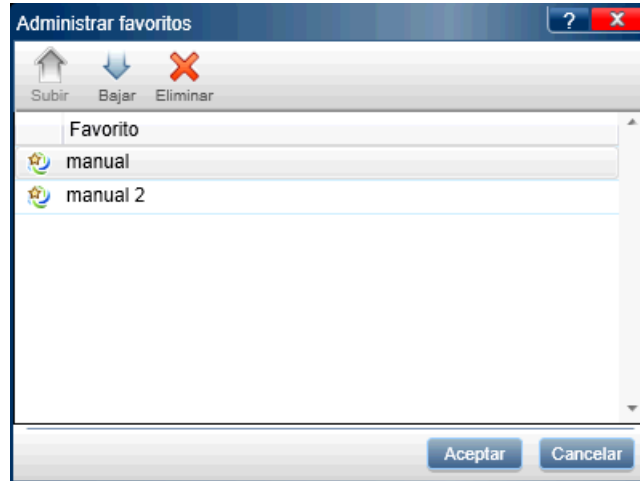 Administrar favoritos ? X
Subir Bajar Eliminar
Favorito
manual
manual 2
Aceptar Cancelar